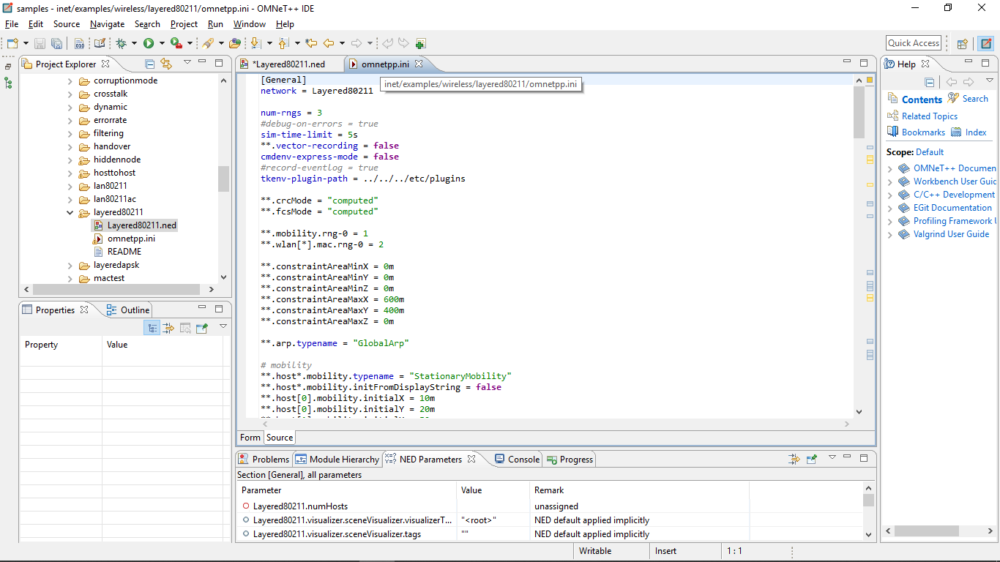 samples - inet/examples/wireless/layered80211/omnetpp.ini - OMNeT++ IDE
File Edit Source Navigate Search Project Run Window Help
Quick Access
Project Explorer
corruptionmode
crosstalk
dynamic
errorrate
filtering
handover
hiddennode
hosttohost
lan80211
lan80211ac
layered80211
Layered80211.ned
omnetpp.ini
README
layeredapsk
mactest
Properties Outline
Property Value
*Layered80211.ned omnetpp.ini
inet/examples/wireless/layered80211/omnetpp.ini
[General]
network = Layered80211
num-rngs = 3
#debug-on-errors = true
sim-time-limit = 5s
**.vector-recording = false
cmdenv-express-mode = false
#record-eventlog = true
tkenv-plugin-path = ../../../etc/plugins
**.crcMode = "computed"
**.fcsMode = "computed"
**.mobility.rng-0 = 1
**.wlan[*].mac.rng-0 = 2
**.constraintAreaMinX = 0m
**.constraintAreaMinY = 0m
**.constraintAreaMinZ = 0m
**.constraintAreaMaxX = 600m
**.constraintAreaMaxY = 400m
**.constraintAreaMaxZ = 0m
**.arp.typename = "GlobalArp"
# mobility
**.host*.mobility.typename = "StationaryMobility"
**.host*.mobility.initFromDisplayString = false
**.host[0].mobility.initialX = 10m
**.host[0].mobility.initialY = 20m
Form Source
Problems Module Hierarchy NED Parameters Console Progress
Section [General], all parameters
Parameter Value Remark
Layered80211.numHosts unassigned
Layered80211.visualizer.sceneVisualizer.visualizerT... "<root>" NED default applied implicitly
Layered80211.visualizer.sceneVisualizer.tags "" NED default applied implicitly
Help
Contents Search
Related Topics
Bookmarks Index
Scope: Default
OMNeT++ Documen
Workbench User Guid
C/C++ Development
EGit Documentation
Profiling Framework U
Valgrind User Guide
Writable Insert 1 : 1